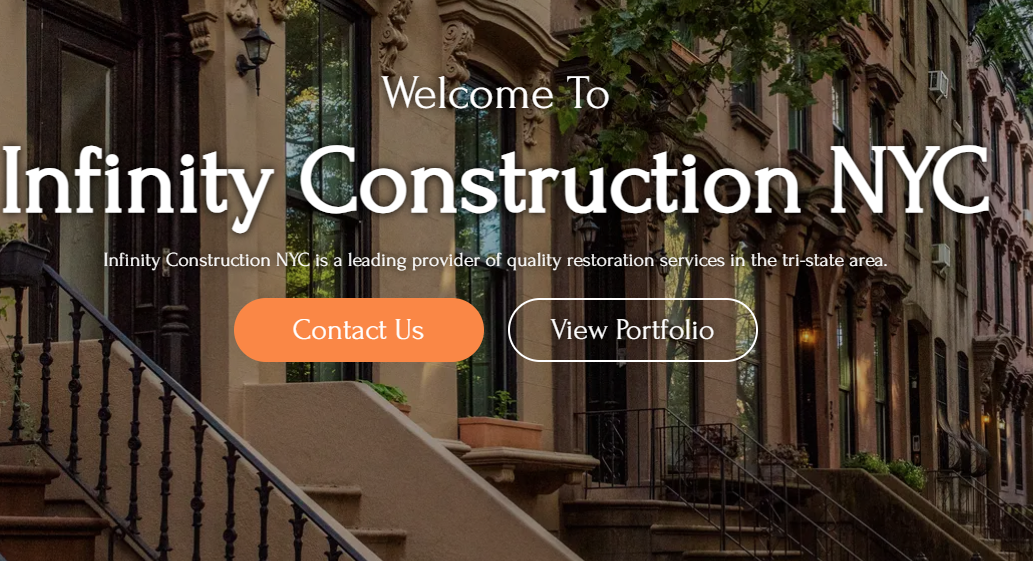 Welcome To
Infinity Construction NYC
Infinity Construction NYC is a leading provider of quality restoration services in the tri-state area.
Contact Us View Portfolio